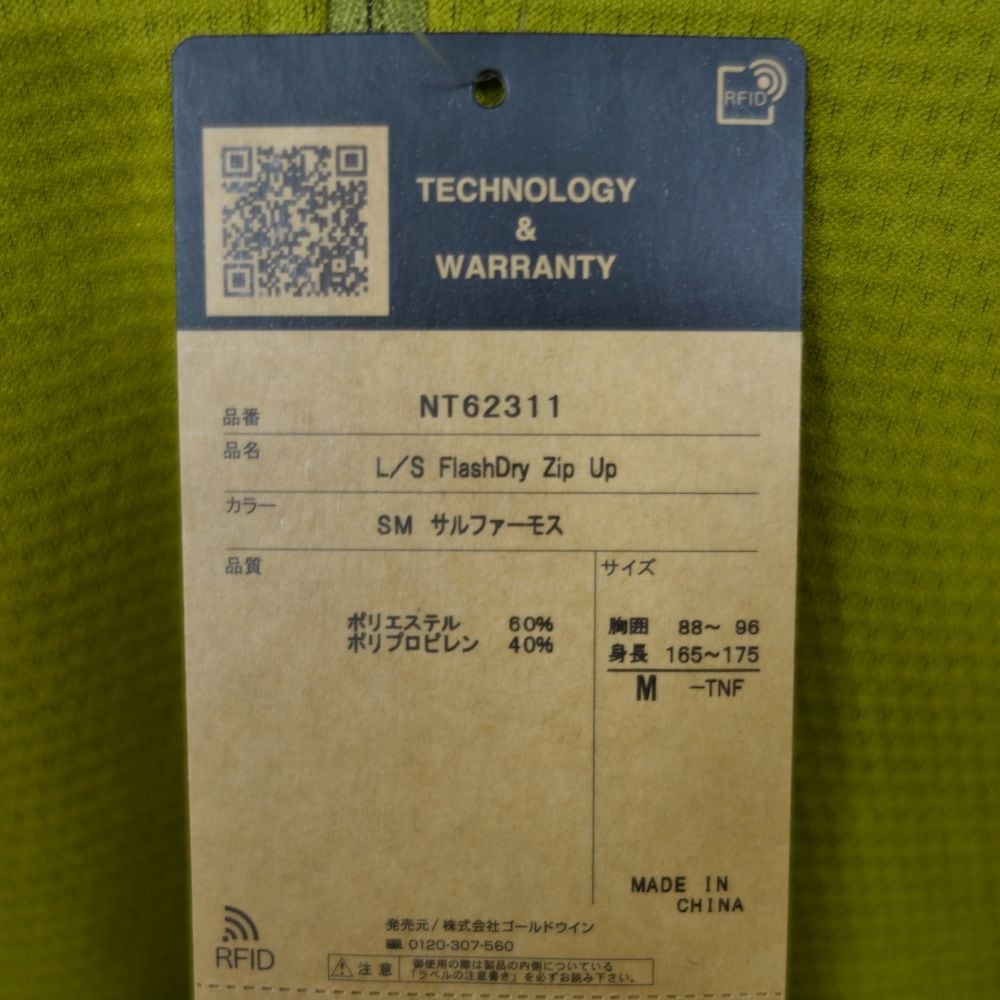 RFID
TECHNOLOGY
&
WARRANTY
品番 NT62311
品名 L/S FlashDry Zip Up
カラー SM サルファーモス
品質
ポリエステル 60%
ポリプロピレン 40%
サイズ
胸囲 88〜 96
身長 165〜175
M -TNF
MADE IN
CHINA
RFID
発売元/株式会社ゴールドウイン
0120-307-560
注意
御使用の際は製品の内側についている
「ラベルの注意書き」を必ずお読み下さい。